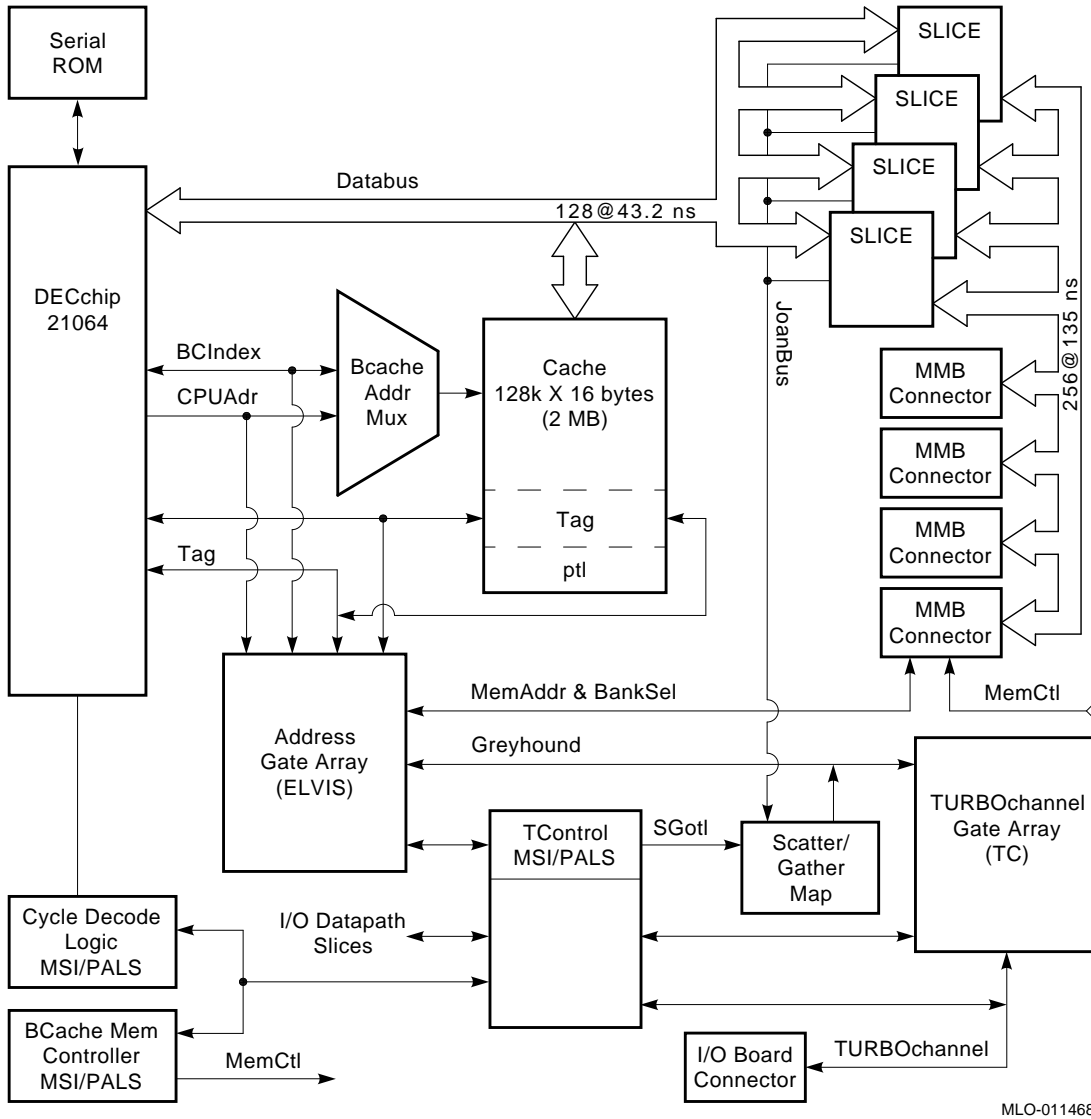 Serial
ROM
SLICE
SLICE
SLICE
SLICE
Databus
128@43.2 ns
DECchip
21064
BCIndex
CPUAdr
Bcache
Addr
Mux
Cache
128k X 16 bytes
(2 MB)
JoanBus
256@135 ns
MMB
Connector
MMB
Connector
MMB
Connector
MMB
Connector
Tag
Tag
ptl
MemAddr & BankSel
MemCtl
Address
Gate Array
(ELVIS)
Greyhound
TURBOchannel
Gate Array
(TC)
TControl
MSI/PALS
SGotl
Scatter/
Gather
Map
Cycle Decode
Logic
MSI/PALS
I/O Datapath
Slices
BCache Mem
Controller
MSI/PALS
MemCtl
I/O Board
Connector
TURBOchannel
MLO-011468